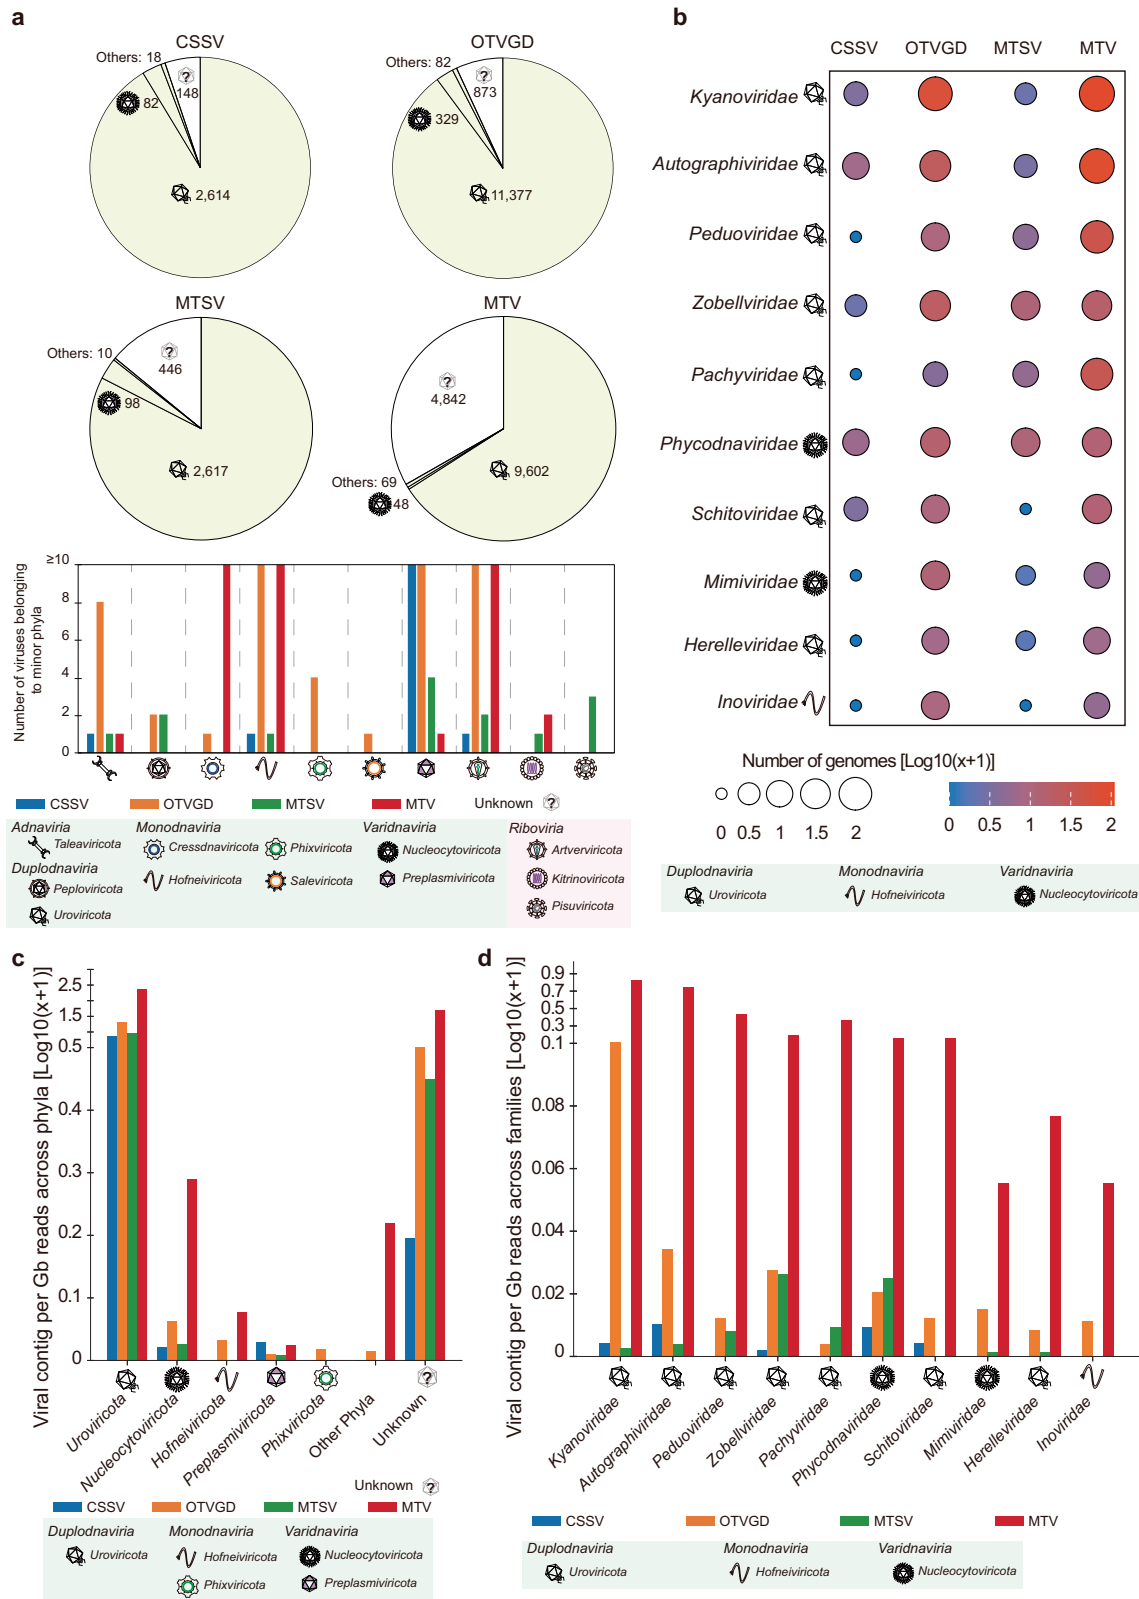 a
CSSV
Others: 18
?
148
82
2,614
OTVGD
Others: 82
?
873
329
11,377
MTSV
Others: 10
?
446
98
2,617
MTV
?
4,842
Others: 69
48
9,602
Number of viruses belonging
to minor phyla
≥10
8
6
4
2
0
CSSV OTVGD MTSV MTV Unknown ?
Adnaviria
Taleaviricota
Duplodnaviria
Peploviricota
Uroviricota
Monodnaviria
Cressdnaviricota
Phixviricota
Hofneiviricota
Saleviricota
Varidnaviria
Nucleocytoviricota
Preplasmiviricota
Riboviria
Artverviricota
Kitrinoviricota
Pisuviricota
b
CSSV OTVGD MTSV MTV
Kyanoviridae
Autographiviridae
Peduoviridae
Zobellviridae
Pachyviridae
Phycodnaviridae
Schitoviridae
Mimiviridae
Herelleviridae
Inoviridae
Number of genomes [Log10(x+1)]
0 0.5 1 1.5 2
0 0.5 1 1.5 2
Duplodnaviria Monodnaviria Varidnaviria
Uroviricota Hofneiviricota Nucleocytoviricota
c
Viral contig per Gb reads across phyla [Log10(x+1)]
2.5
1.5
0.5
0.4
0.3
0.2
0.1
0
?
Uroviricota
Nucleocytoviricota
Hofneiviricota
Preplasmiviricota
Phixviricota
Other Phyla
Unknown
Unknown ?
CSSV OTVGD MTSV MTV
Duplodnaviria Monodnaviria Varidnaviria
Uroviricota Hofneiviricota Nucleocytoviricota
Phixviricota Preplasmiviricota
d
Viral contig per Gb reads across families [Log10(x+1)]
0.9
0.7
0.5
0.3
0.1
0.08
0.06
0.04
0.02
0
Kyanoviridae
Autographviridae
Peduoviridae
Zobellviridae
Pachyviridae
Phycodnaviridae
Schitoviridae
Mimiviridae
Herelleviridae
Inoviridae
CSSV OTVGD MTSV MTV
Duplodnaviria Monodnaviria Varidnaviria
Uroviricota Hofneiviricota Nucleocytoviricota